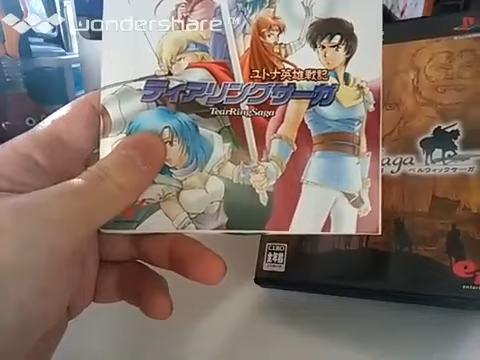 wondershare™
ユトナ英雄戦記
ティアリングサーガ
TearRingSaga
Saga
ベルウィックサーガ
CERO
全年齢